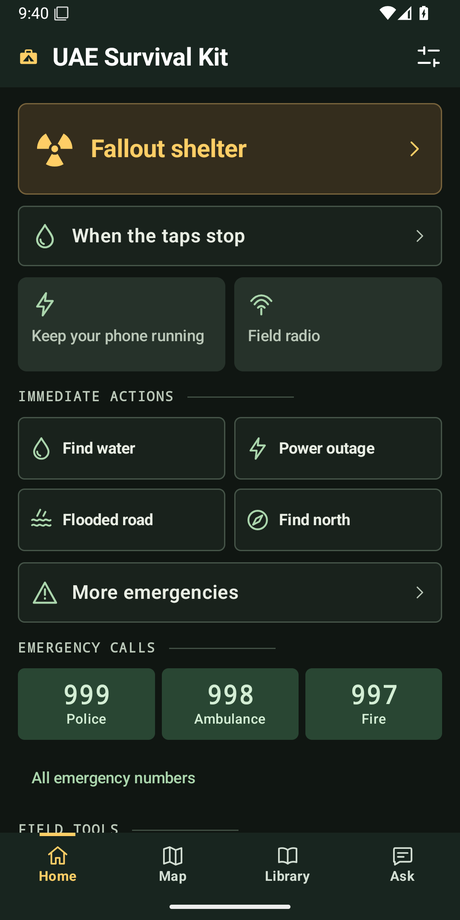 9:40
UAE Survival Kit
Fallout shelter
When the taps stop
Keep your phone running
Field radio
IMMEDIATE ACTIONS
Find water
Power outage
Flooded road
Find north
More emergencies
EMERGENCY CALLS
999
Police
998
Ambulance
997
Fire
All emergency numbers
FIELD TOOLS
Home
Map
Library
Ask